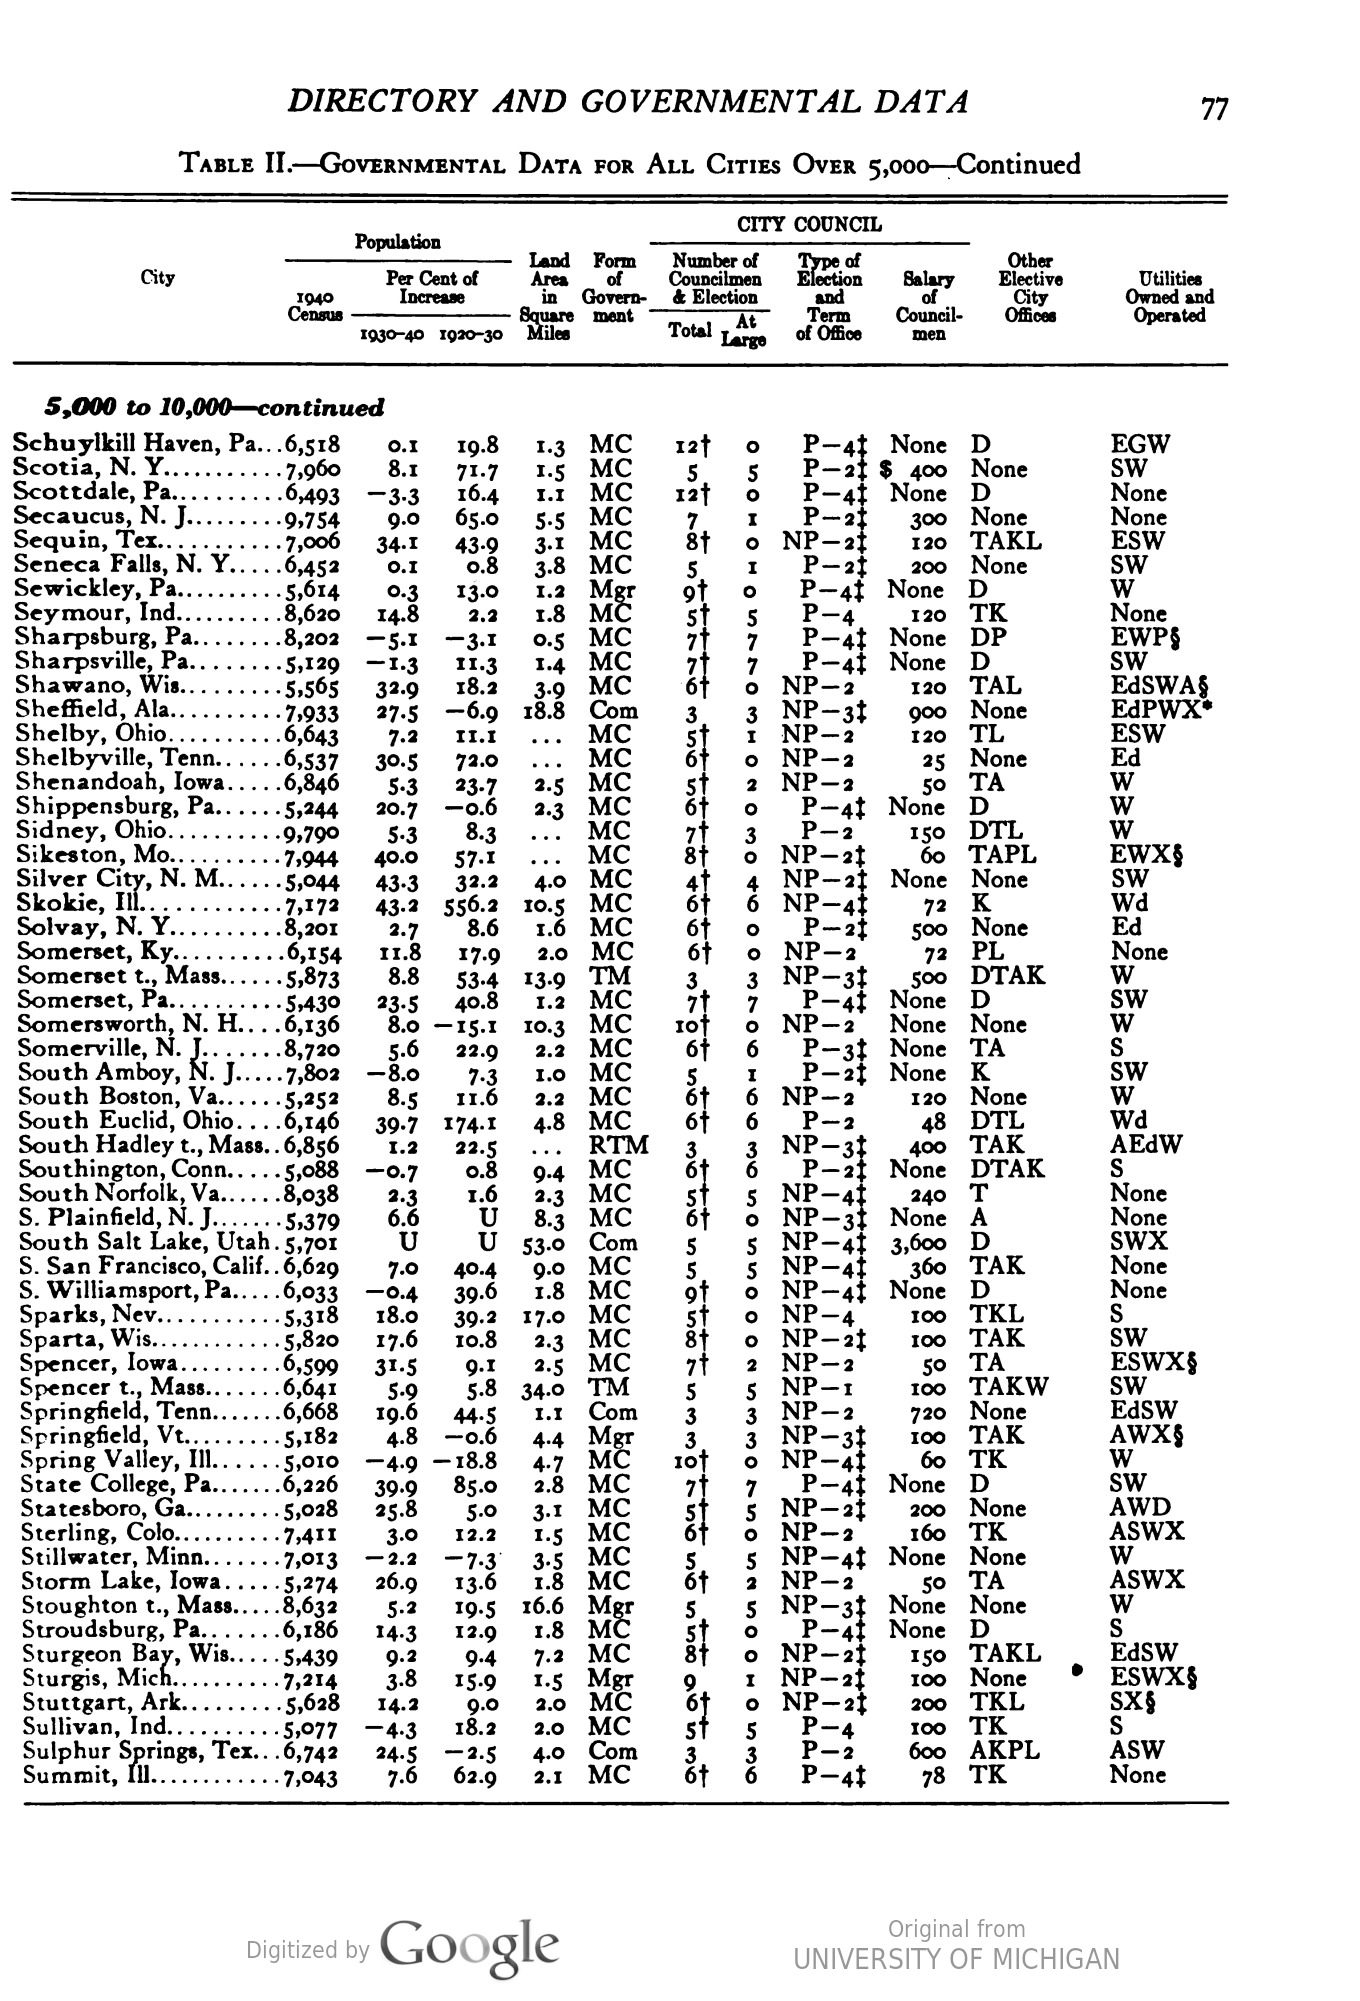 DIRECTORY AND GOVERNMENTAL DATA 77
TABLE II.—GOVERNMENTAL DATA FOR ALL CITIES OVER 5,000—Continued
CITY COUNCIL
Population
Land Form Number of Type of Other
City Per Cent of Area of Councilmen Election Salary Elective Utilities
1940 Increase in Govern- & Election and of City Owned and
Census Square ment Term Council- Offices Operated
1930-40 1920-30 Miles Total At Large of Office men
5,000 to 10,000—continued
Schuylkill Haven, Pa...6,518 0.1 19.8 1.3 MC 12† 0 P—4‡ None D EGW
Scotia, N. Y...........7,960 8.1 71.7 1.5 MC 5 5 P—2‡ $ 400 None SW
Scottdale, Pa..........6,493 —3.3 16.4 1.1 MC 12† 0 P—4‡ None D None
Secaucus, N. J.........9,754 9.0 65.0 5.5 MC 7 1 P—2‡ 300 None None
Sequin, Tex............7,006 34.1 43.9 3.1 MC 8† 0 NP—2‡ 120 TAKL ESW
Seneca Falls, N. Y.....6,452 0.1 0.8 3.8 MC 5 1 P—2‡ 200 None SW
Sewickley, Pa..........5,614 0.3 13.0 1.2 Mgr 9† 0 P—4‡ None D W
Seymour, Ind..........8,620 14.8 2.2 1.8 MC 5† 5 P—4 120 TK None
Sharpsburg, Pa........8,202 —5.1 —3.1 0.5 MC 7† 7 P—4‡ None DP EWP§
Sharpsville, Pa........5,129 —1.3 11.3 1.4 MC 7† 7 P—4‡ None D SW
Shawano, Wis.........5,565 32.9 18.2 3.9 MC 6† 0 NP—2 120 TAL EdSWA§
Sheffield, Ala..........7,933 27.5 —6.9 18.8 Com 3 3 NP—3‡ 900 None EdPWX*
Shelby, Ohio..........6,643 7.2 11.1 ... MC 5† 1 NP—2 120 TL ESW
Shelbyville, Tenn......6,537 30.5 72.0 ... MC 6† 0 NP—2 25 None Ed
Shenandoah, Iowa.....6,846 5.3 23.7 2.5 MC 5† 2 NP—2 50 TA W
Shippensburg, Pa......5,244 20.7 —0.6 2.3 MC 6† 0 P—4‡ None D W
Sidney, Ohio..........9,790 5.3 8.3 ... MC 7† 3 P—2 150 DTL W
Sikeston, Mo..........7,944 40.0 57.1 ... MC 8† 0 NP—2‡ 60 TAPL EWX§
Silver City, N. M......5,044 43.3 32.2 4.0 MC 4† 4 NP—2‡ None None SW
Skokie, Ill............7,172 43.2 556.2 10.5 MC 6† 6 NP—4‡ 72 K Wd
Solvay, N. Y..........8,201 2.7 8.6 1.6 MC 6† 0 P—2‡ 500 None Ed
Somerset, Ky..........6,154 11.8 17.9 2.0 MC 6† 0 NP—2 72 PL None
Somerset t., Mass......5,873 8.8 53.4 13.9 TM 3 3 NP—3‡ 500 DTAK W
Somerset, Pa..........5,430 23.5 40.8 1.2 MC 7† 7 P—4‡ None D SW
Somersworth, N. H....6,136 8.0 —15.1 10.3 MC 10† 0 NP—2 None None W
Somerville, N. J.......8,720 5.6 22.9 2.2 MC 6† 6 P—3‡ None TA S
South Amboy, N. J.....7,802 —8.0 7.3 1.0 MC 5 1 P—2‡ None K SW
South Boston, Va......5,252 8.5 11.6 2.2 MC 6† 6 NP—2 120 None W
South Euclid, Ohio....6,146 39.7 174.1 4.8 MC 6† 6 P—2 48 DTL Wd
South Hadley t., Mass..6,856 1.2 22.5 ... RTM 3 3 NP—3‡ 400 TAK AEdW
Southington, Conn.....5,088 —0.7 0.8 9.4 MC 6† 6 P—2‡ None DTAK S
South Norfolk, Va......8,038 2.3 1.6 2.3 MC 5† 5 NP—4‡ 240 T None
S. Plainfield, N. J.......5,379 6.6 U 8.3 MC 6† 0 NP—3‡ None A None
South Salt Lake, Utah.5,701 U U 53.0 Com 5 5 NP—4‡ 3,600 D SWX
S. San Francisco, Calif..6,629 7.0 40.4 9.0 MC 5 5 NP—4‡ 360 TAK None
S. Williamsport, Pa.....6,033 —0.4 39.6 1.8 MC 9† 0 NP—4‡ None D None
Sparks, Nev...........5,318 18.0 39.2 17.0 MC 5† 0 NP—4 100 TKL S
Sparta, Wis............5,820 17.6 10.8 2.3 MC 8† 0 NP—2‡ 100 TAK SW
Spencer, Iowa.........6,599 31.5 9.1 2.5 MC 7† 2 NP—2 50 TA ESWX§
Spencer t., Mass.......6,641 5.9 5.8 34.0 TM 5 5 NP—1 100 TAKW SW
Springfield, Tenn.......6,668 19.6 44.5 1.1 Com 3 3 NP—2 720 None EdSW
Springfield, Vt.........5,182 4.8 —0.6 4.4 Mgr 3 3 NP—3‡ 100 TAK AWX§
Spring Valley, Ill......5,010 —4.9 —18.8 4.7 MC 10† 0 NP—4‡ 60 TK W
State College, Pa.......6,226 39.9 85.0 2.8 MC 7† 7 P—4‡ None D SW
Statesboro, Ga.........5,028 25.8 5.0 3.1 MC 5† 5 NP—2‡ 200 None AWD
Sterling, Colo..........7,411 3.0 12.2 1.5 MC 6† 0 NP—2 160 TK ASWX
Stillwater, Minn.......7,013 —2.2 —7.3 3.5 MC 5 5 NP—4‡ None None W
Storm Lake, Iowa.....5,274 26.9 13.6 1.8 MC 6† 2 NP—2 50 TA ASWX
Stoughton t., Mass.....8,632 5.2 19.5 16.6 Mgr 5 5 NP—3‡ None None W
Stroudsburg, Pa.......6,186 14.3 12.9 1.8 MC 5† 0 P—4‡ None D S
Sturgeon Bay, Wis.....5,439 9.2 9.4 7.2 MC 8† 0 NP—2‡ 150 TAKL EdSW
Sturgis, Mich..........7,214 3.8 15.9 1.5 Mgr 9 1 NP—2‡ 100 None ESWX§
Stuttgart, Ark.........5,628 14.2 9.0 2.0 MC 6† 0 NP—2‡ 200 TKL SX§
Sullivan, Ind..........5,077 —4.3 18.2 2.0 MC 5† 5 P—4 100 TK S
Sulphur Springs, Tex...6,742 24.5 —2.5 4.0 Com 3 3 P—2 600 AKPL ASW
Summit, Ill............7,043 7.6 62.9 2.1 MC 6† 6 P—4‡ 78 TK None
Digitized by Google
Original from
UNIVERSITY OF MICHIGAN